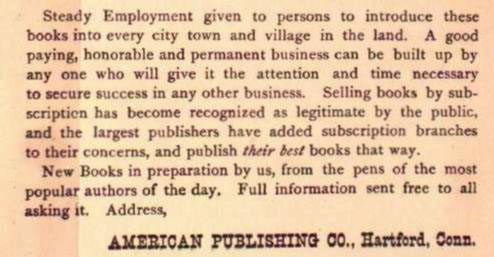 Steady Employment given to persons to introduce these
books into every city town and village in the land. A good
paying, honorable and permanent business can be built up by
any one who will give it the attention and time necessary
to secure success in any other business. Selling books by sub-
scription has become recognized as legitimate by the public,
and the largest publishers have added subscription branches
to their concerns, and publish their best books that way.
New Books in preparation by us, from the pens of the most
popular authors of the day. Full information sent free to all
asking it. Address,
AMERICAN PUBLISHING CO., Hartford, Conn.